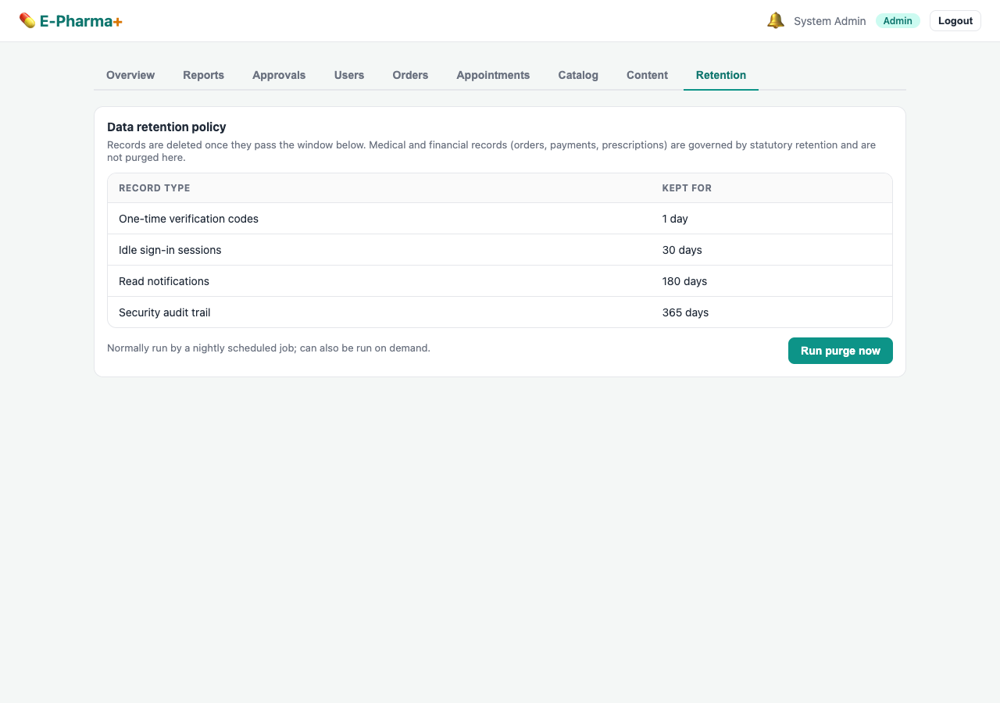 E-Pharma+
System Admin
Admin
Logout
Overview
Reports
Approvals
Users
Orders
Appointments
Catalog
Content
Retention
Data retention policy
Records are deleted once they pass the window below. Medical and financial records (orders, payments, prescriptions) are governed by statutory retention and are
not purged here.
RECORD TYPE
KEPT FOR
One-time verification codes
1 day
Idle sign-in sessions
30 days
Read notifications
180 days
Security audit trail
365 days
Normally run by a nightly scheduled job; can also be run on demand.
Run purge now